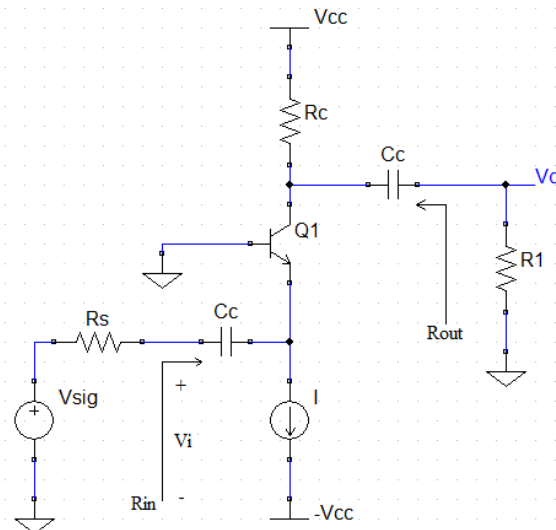 Vcc
Rc
Cc
Vo
Q1
R1
Rout
Rs
Cc
Vsig
+
+
I
Vi
Rin
-
-Vcc